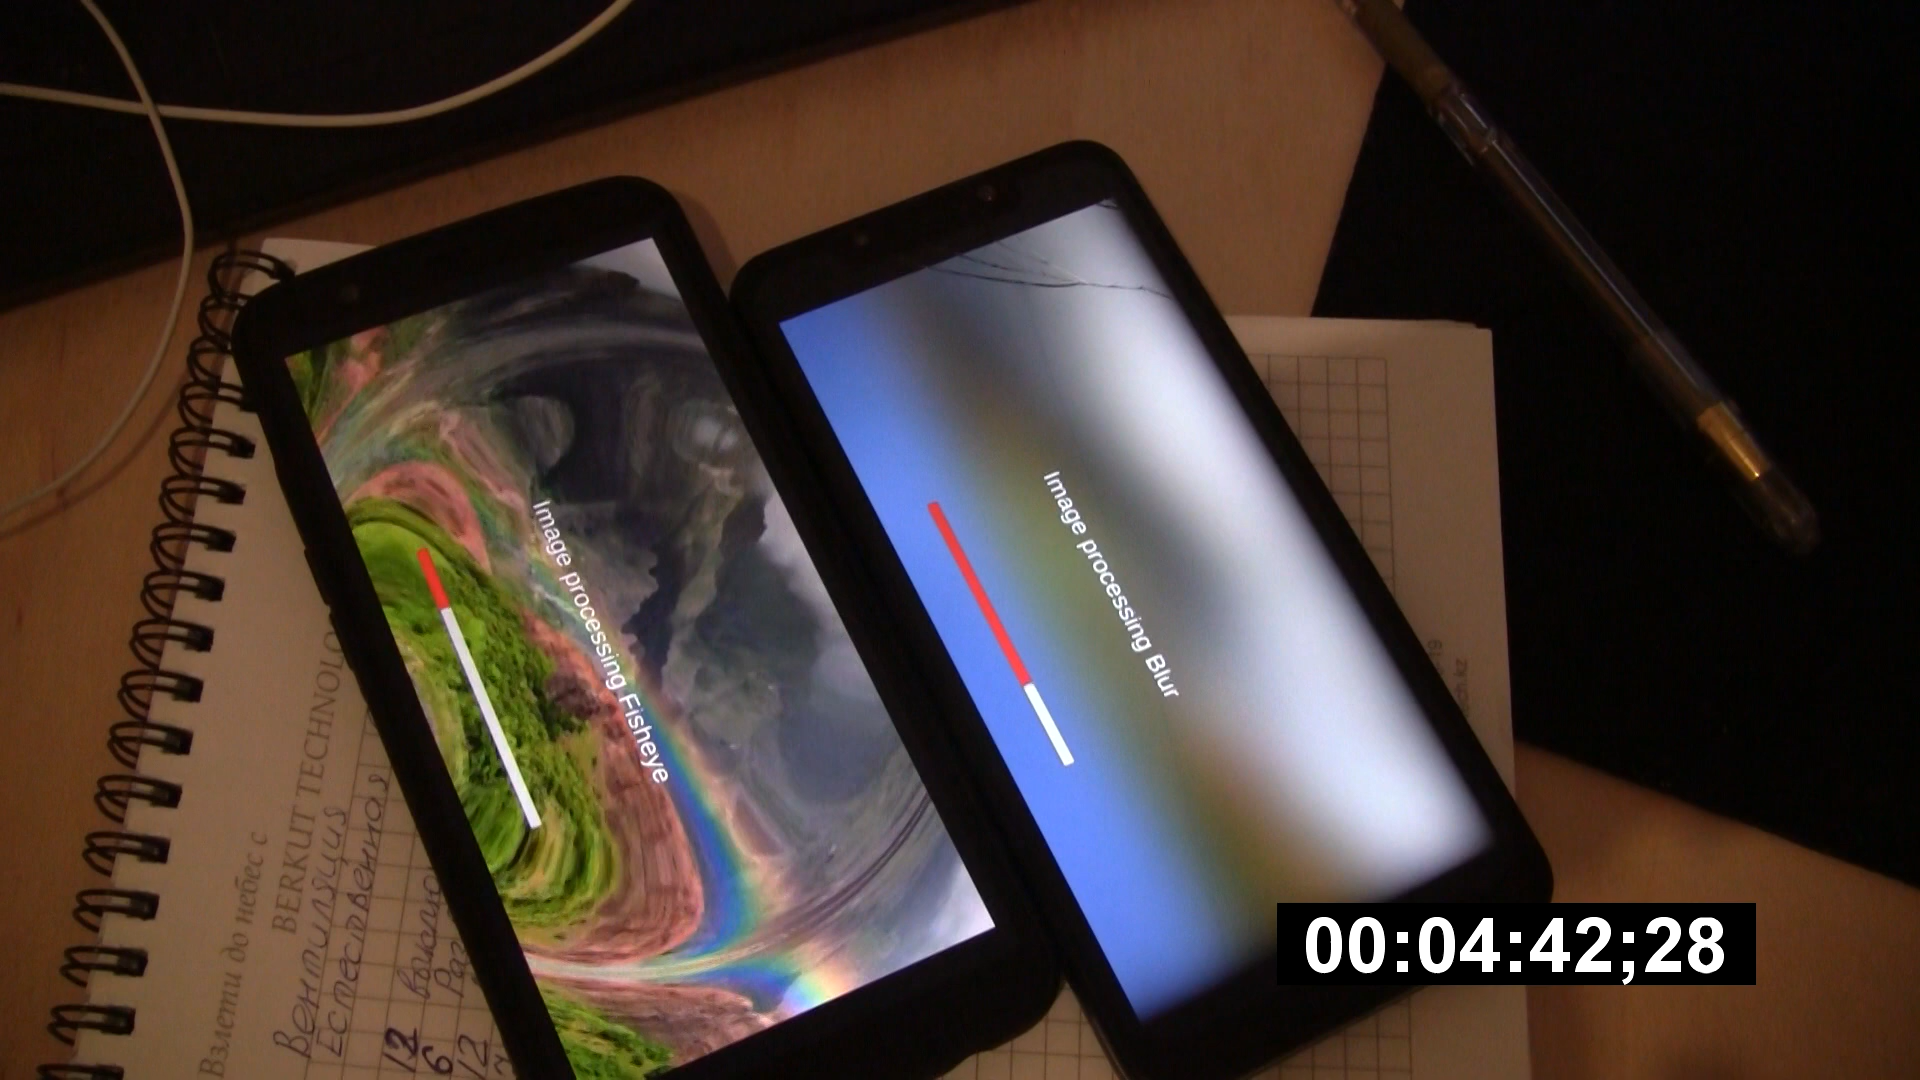 Image processing Fisheye
Image processing Blur
00:04:42;28
Взлети до небес с
BERKUT TECHNOLO
Вентиляция
Естественная
12
6
12